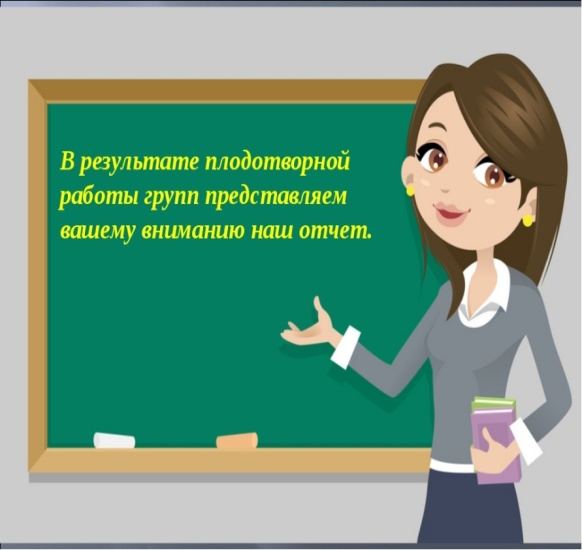 В результате плодотворной
работы групп представляем
вашему вниманию наш отчет.